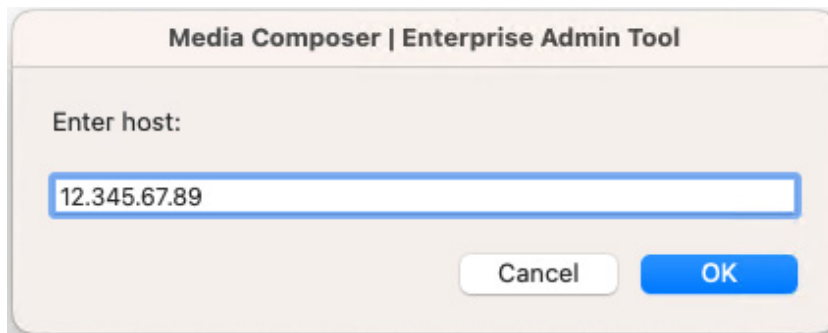 Media Composer | Enterprise Admin Tool
Enter host:
12.345.67.89
Cancel OK